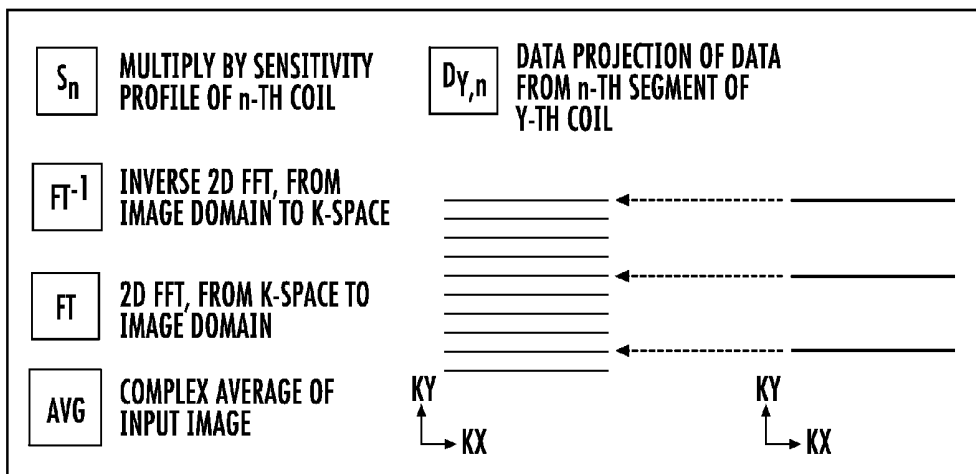 Sn
MULTIPLY BY SENSITIVITY
PROFILE OF n-TH COIL
DY,n
DATA PROJECTION OF DATA
FROM n-TH SEGMENT OF
Y-TH COIL
FT-1
INVERSE 2D FFT, FROM
IMAGE DOMAIN TO K-SPACE
FT
2D FFT, FROM K-SPACE TO
IMAGE DOMAIN
AVG
COMPLEX AVERAGE OF
INPUT IMAGE
KY
KX
KY
KX